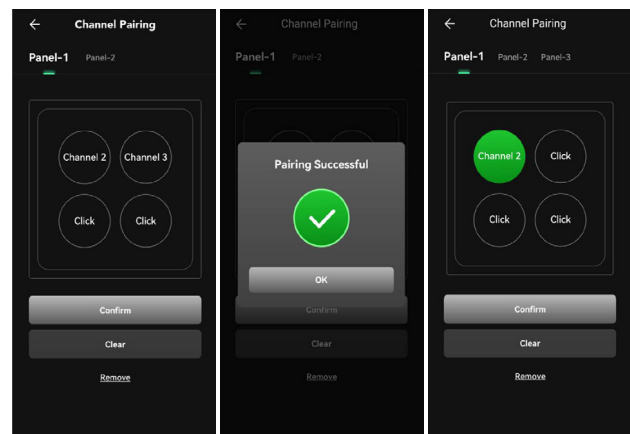 Channel Pairing
Panel-1 Panel-2
Channel 2 Channel 3
Click Click
Confirm
Clear
Remove
Channel Pairing
Panel-1 Panel-2
Pairing Successful
OK
Confirm
Clear
Remove
Channel Pairing
Panel-1 Panel-2 Panel-3
Channel 2 Click
Click Click
Confirm
Clear
Remove